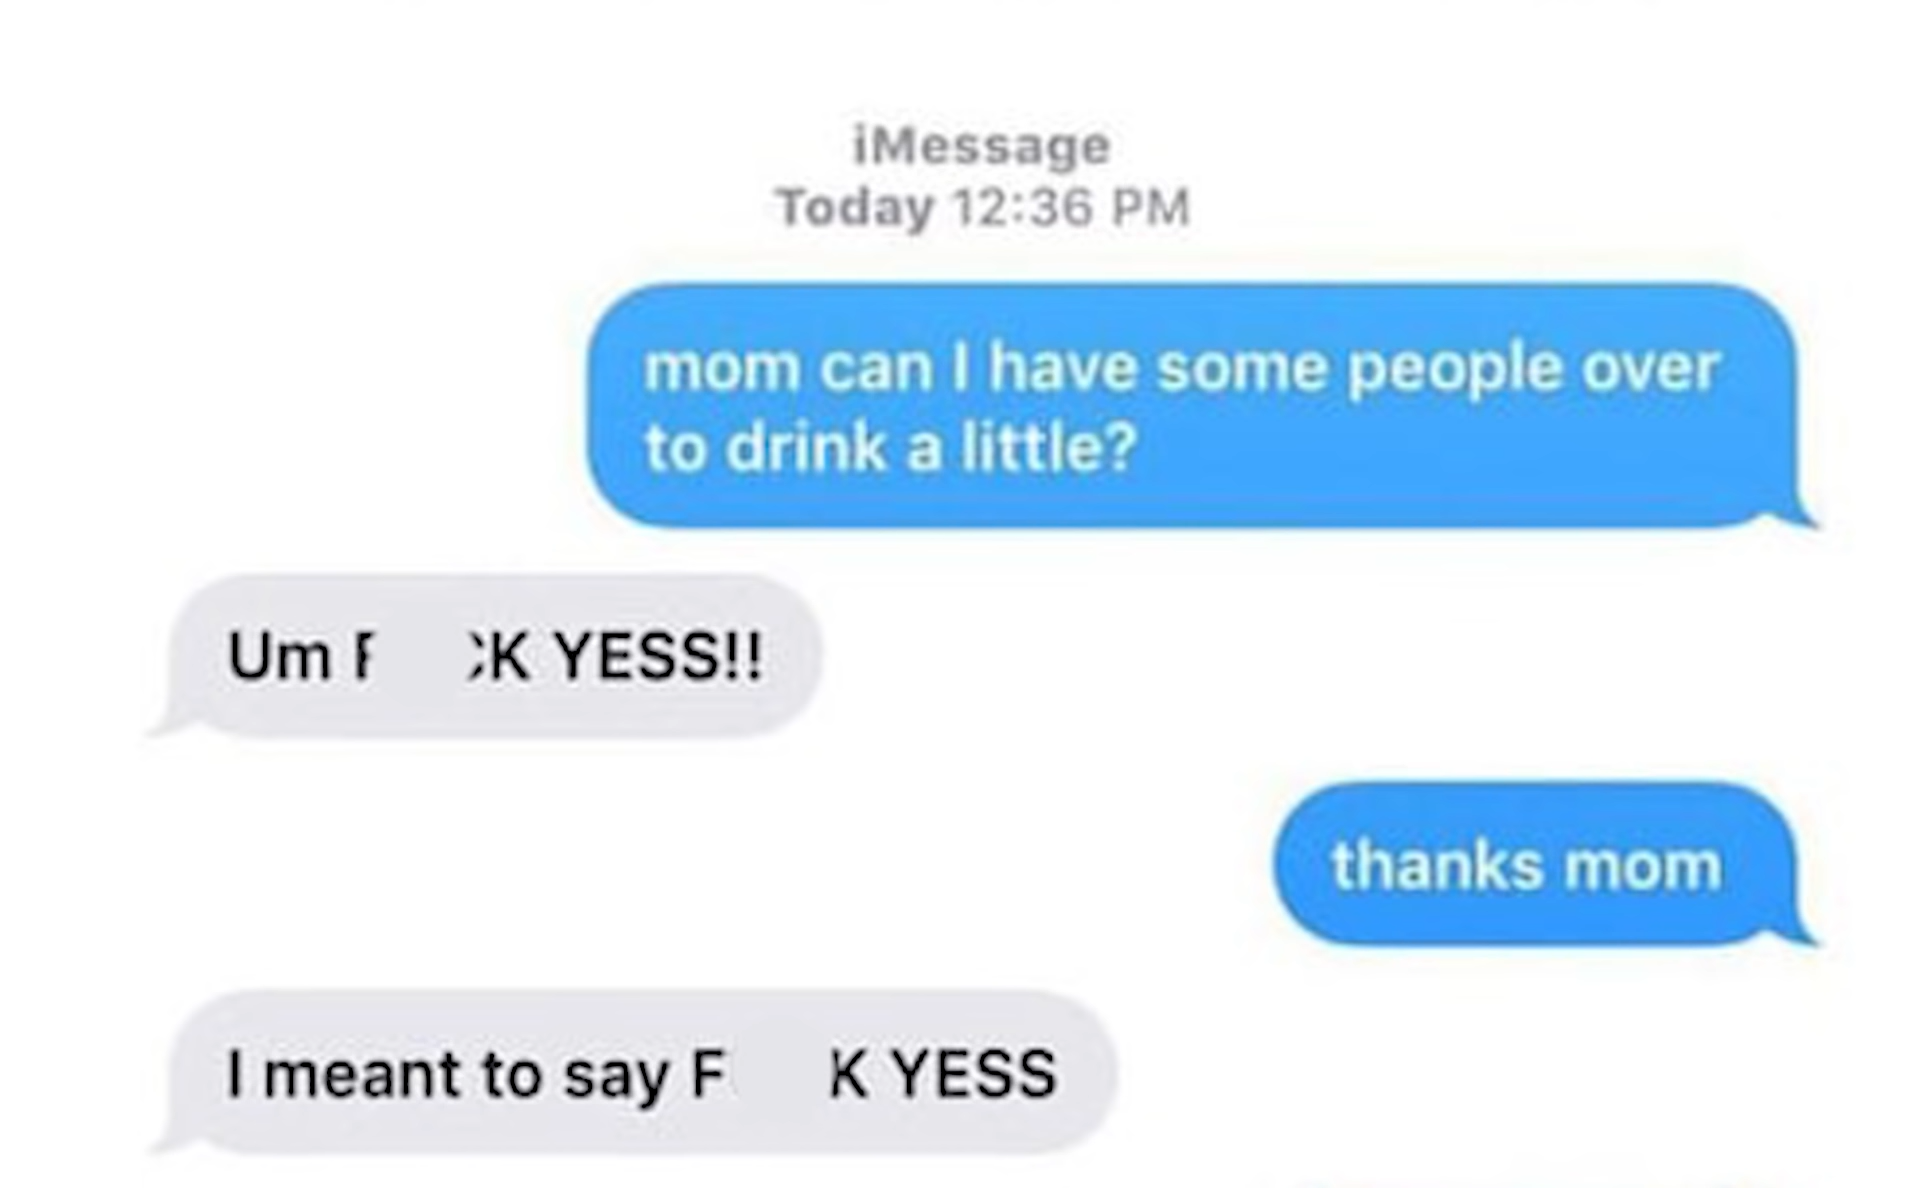 iMessage
Today 12:36 PM
mom can I have some people over
to drink a little?
Um F CK YESS!!
thanks mom
I meant to say F K YESS